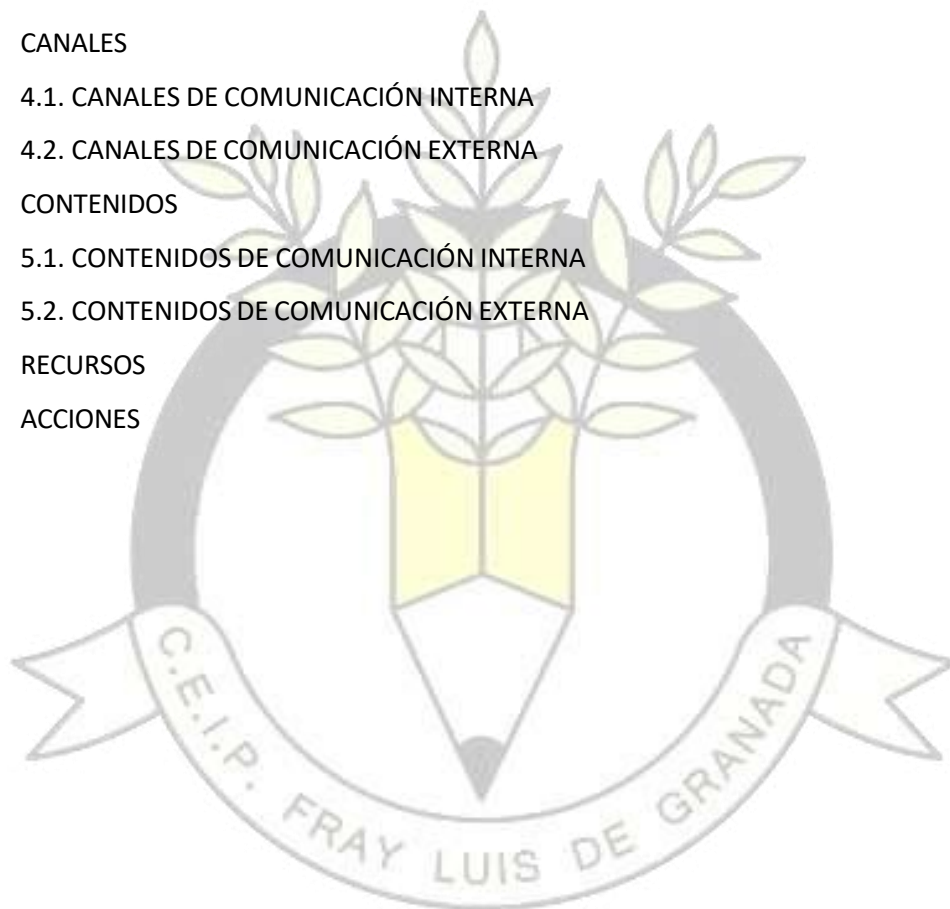 CANALES
4.1. CANALES DE COMUNICACIÓN INTERNA
4.2. CANALES DE COMUNICACIÓN EXTERNA
CONTENIDOS
5.1. CONTENIDOS DE COMUNICACIÓN INTERNA
5.2. CONTENIDOS DE COMUNICACIÓN EXTERNA
RECURSOS
ACCIONES
C.E.I.P. FRAY LUIS DE GRANADA